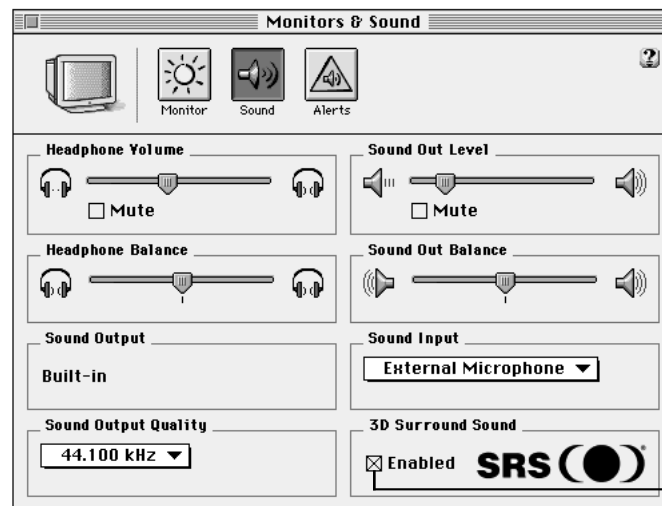 Monitors & Sound
Monitor
Sound
Alerts
Headphone Volume
Mute
Sound Out Level
Mute
Headphone Balance
Sound Out Balance
Sound Output
Built-in
Sound Input
External Microphone
Sound Output Quality
44.100 kHz
3D Surround Sound
Enabled
SRS